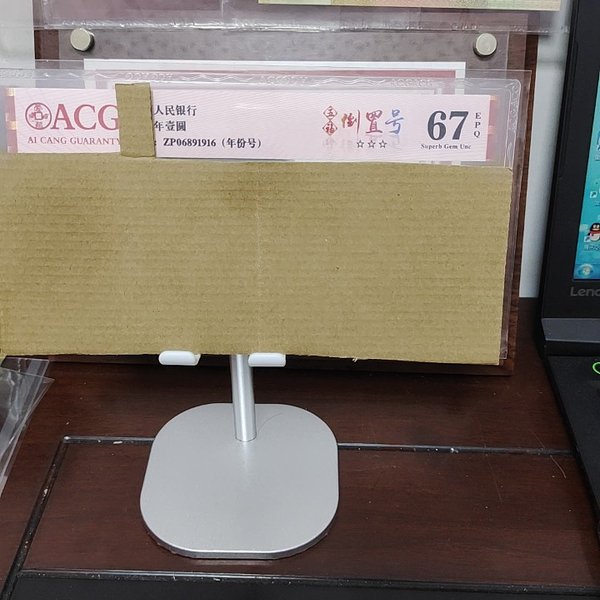 ACG
AI CANG GUARANTY
人民银行
年壹圆
ZP06891916（年份号）
倒置号
☆☆☆
67
EPQ
Superb Gem Unc
Leno